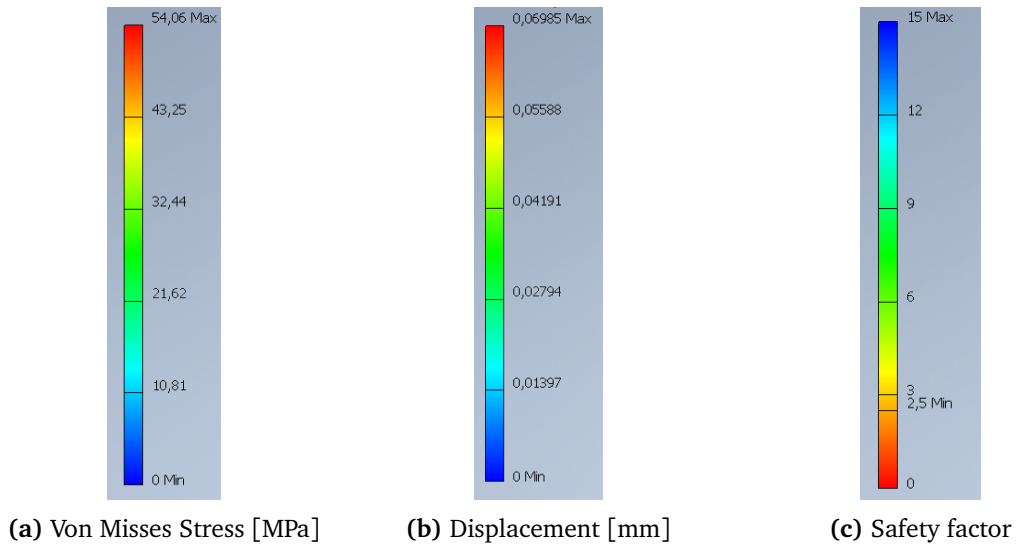 54,06 Max
43,25
32,44
21,62
10,81
0 Min
(a) Von Misses Stress [MPa]
0,06985 Max
0,05588
0,04191
0,02794
0,01397
0 Min
(b) Displacement [mm]
15 Max
12
9
6
3
2,5 Min
0
(c) Safety factor